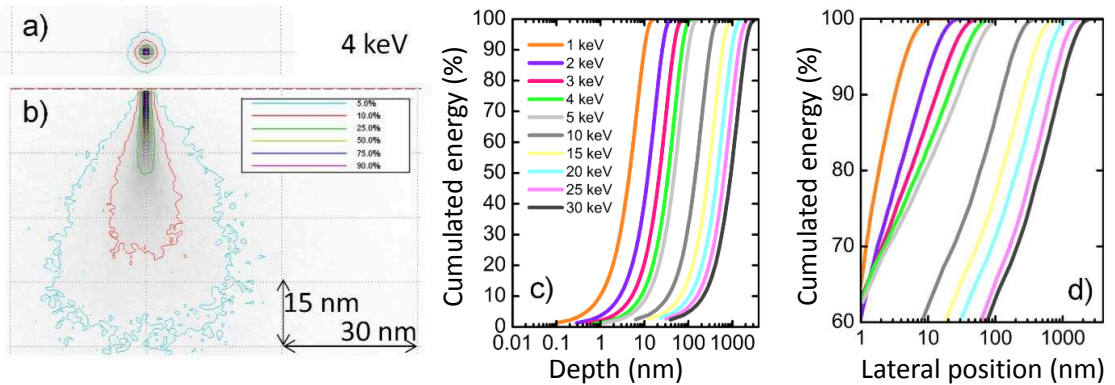 a)
4 keV
b)
5.0%
10.0%
25.0%
50.0%
75.0%
90.0%
15 nm
30 nm
Cumulated energy (%)
100
90
80
70
60
50
40
30
20
10
0
1 keV
2 keV
3 keV
4 keV
5 keV
10 keV
15 keV
20 keV
25 keV
30 keV
c)
0.01 0.1 1 10 100 1000
Depth (nm)
Cumulated energy (%)
100
90
80
70
60
d)
1 10 100 1000
Lateral position (nm)